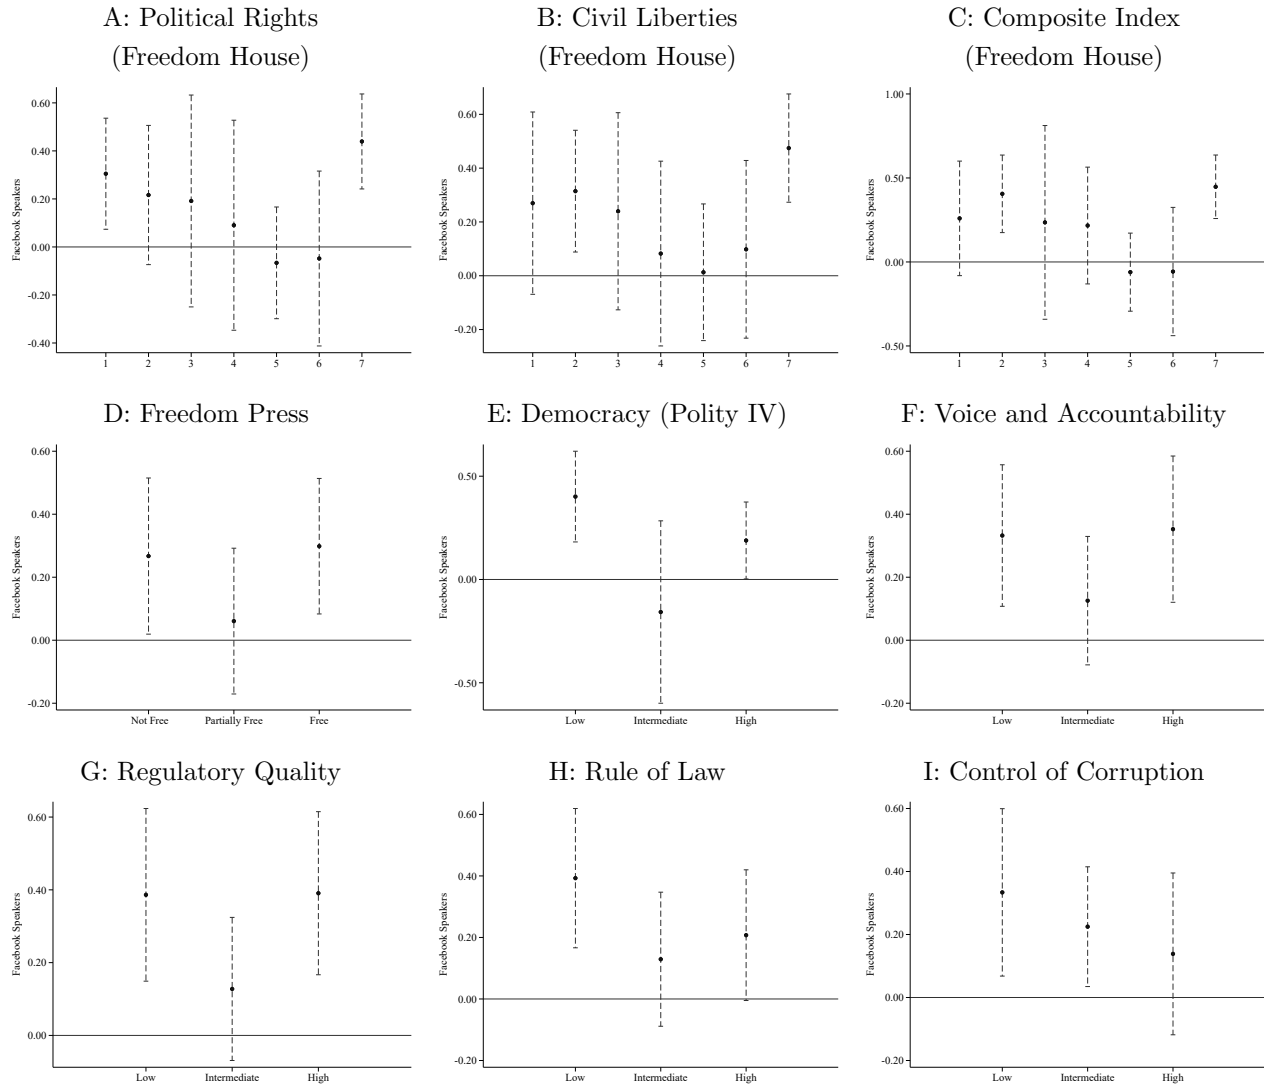 A: Political Rights
(Freedom House)
B: Civil Liberties
(Freedom House)
C: Composite Index
(Freedom House)
Facebook Speakers
0.60
0.40
0.20
0.00
-0.20
-0.40
1 2 3 4 5 6 7
Facebook Speakers
0.60
0.40
0.20
0.00
-0.20
1 2 3 4 5 6 7
Facebook Speakers
1.00
0.50
0.00
-0.50
1 2 3 4 5 6 7
D: Freedom Press
Facebook Speakers
0.60
0.40
0.20
0.00
-0.20
Not Free Partially Free Free
E: Democracy (Polity IV)
Facebook Speakers
0.50
0.00
-0.50
Low Intermediate High
F: Voice and Accountability
Facebook Speakers
0.60
0.40
0.20
0.00
-0.20
Low Intermediate High
G: Regulatory Quality
Facebook Speakers
0.60
0.40
0.20
0.00
Low Intermediate High
H: Rule of Law
Facebook Speakers
0.60
0.40
0.20
0.00
-0.20
Low Intermediate High
I: Control of Corruption
Facebook Speakers
0.60
0.40
0.20
0.00
-0.20
Low Intermediate High